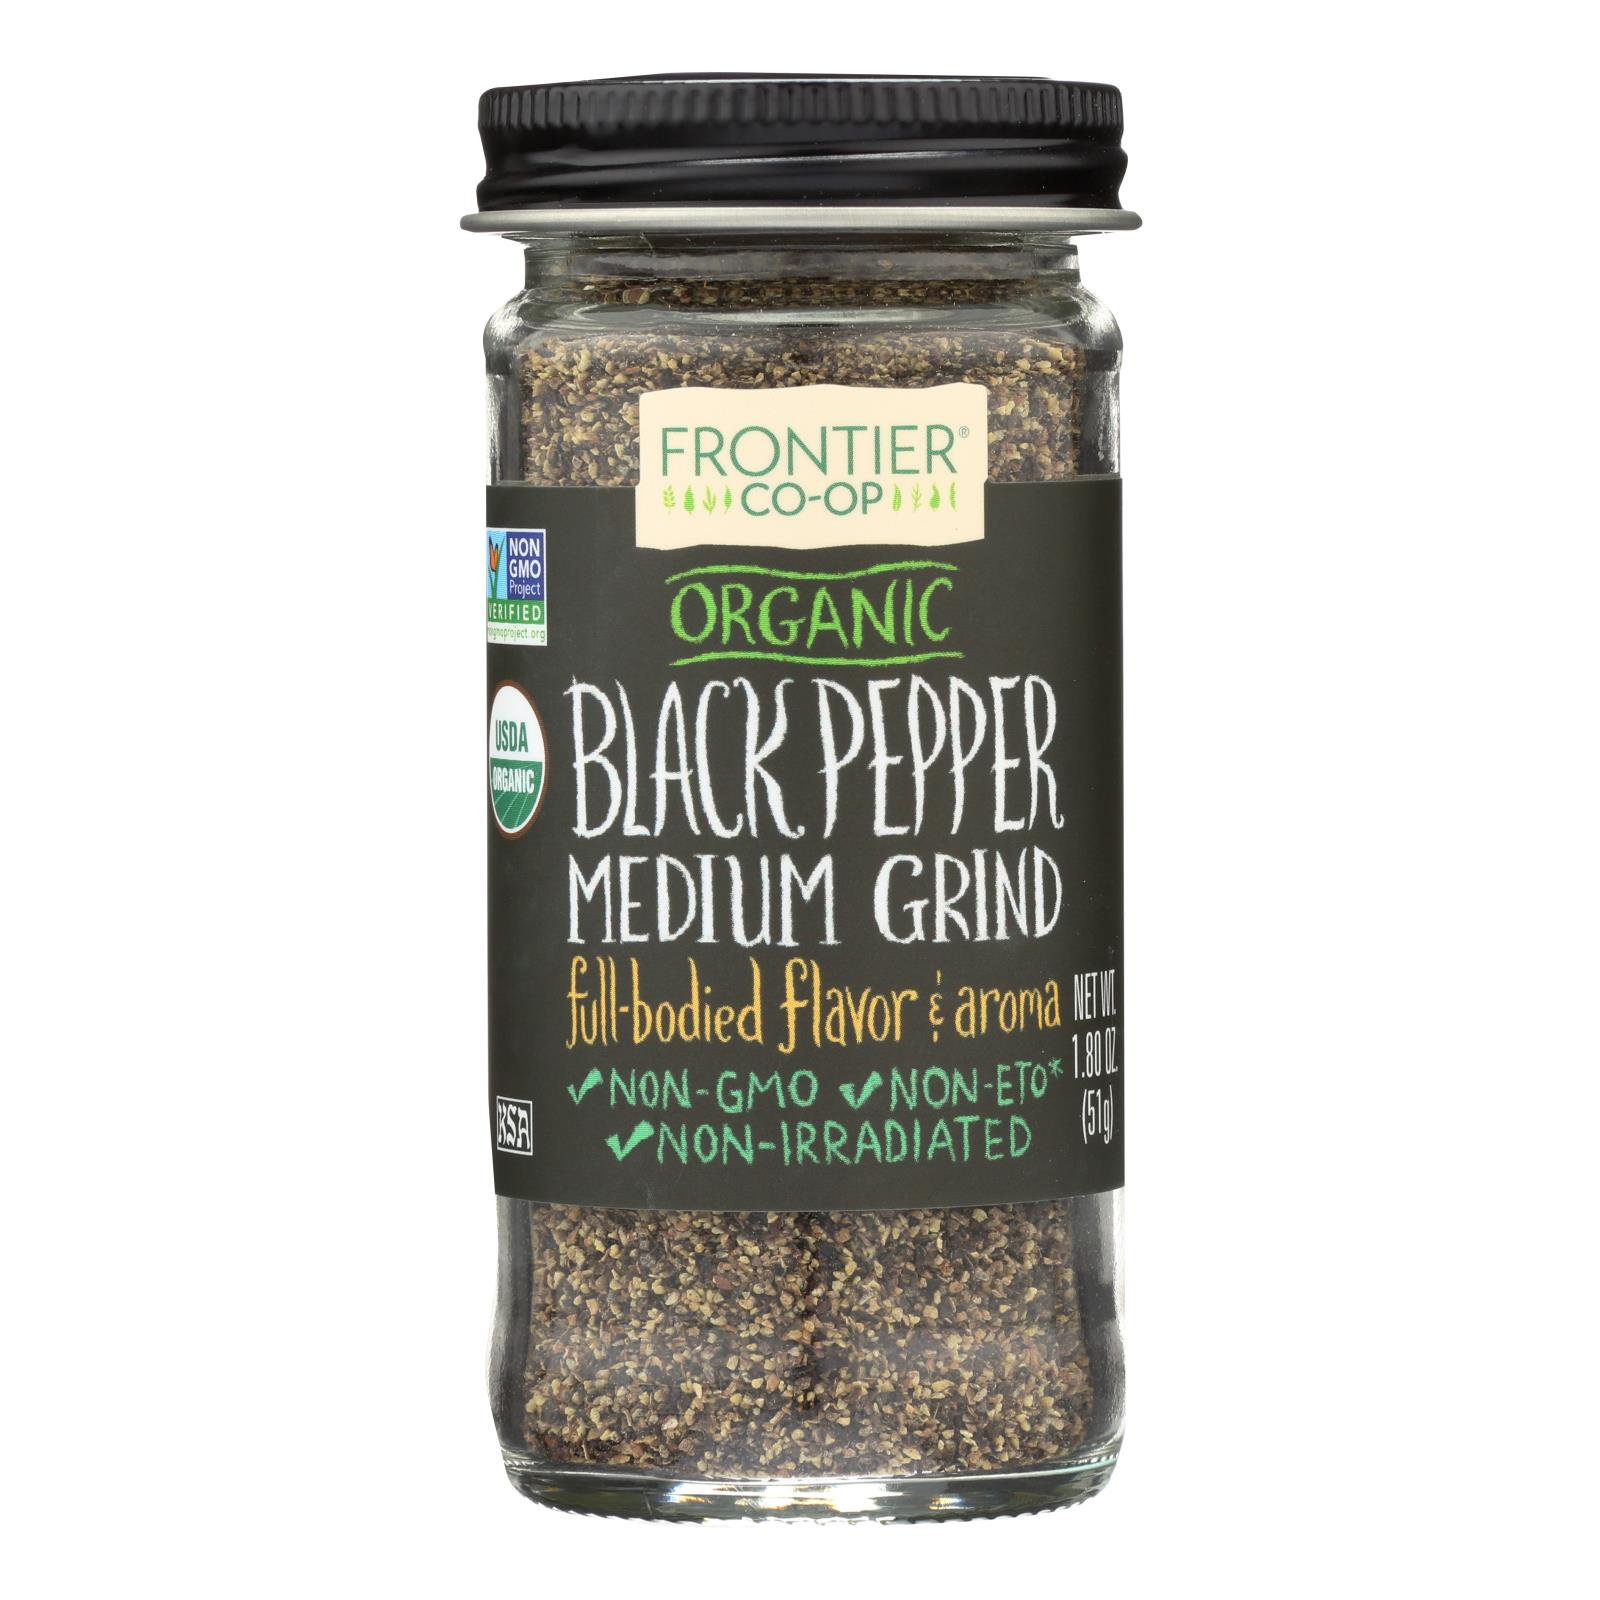 FRONTIER®
CO-OP
NON
GMO
Project
VERIFIED
ngmoproject.org
ORGANIC
USDA
ORGANIC
BLACK PEPPER
MEDIUM GRIND
full-bodied flavor & aroma
NET WT.
1.80 OZ.
(51g)
✓NON-GMO ✓NON-ETO*
✓NON-IRRADIATED
KSA